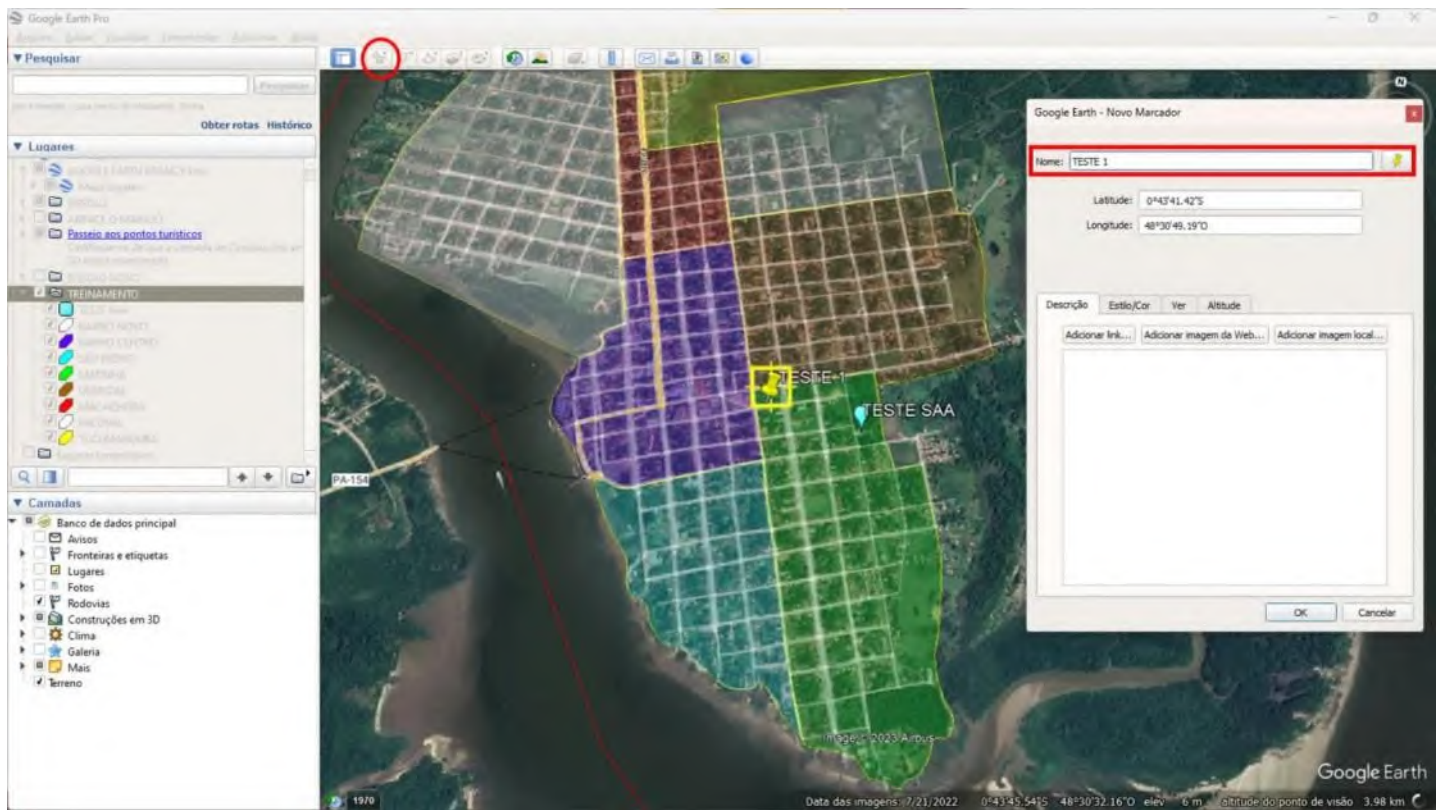 Google Earth Pro
Pesquisar
Pesquisar
Obter rotas Histórico
Lugares
Passeio aos pontos turísticos
TREINAMENTO
Camadas
Banco de dados principal
Avisos
Fronteiras e etiquetas
Lugares
Fotos
Rodovias
Construções em 3D
Clima
Galeria
Mais
Terreno
PA-154
TESTE 1
TESTE SAA
Image © 2023 Airbus
1970
Data das imagens: 7/21/2022 0°43'45.54"S 48°30'32.16"O elev 6 m altitude do ponto de visão 3.98 km
Google Earth
N
Google Earth - Novo Marcador
Nome: TESTE 1
Latitude: 0°43'41.42"S
Longitude: 48°30'49.19"O
Descrição Estilo/Cor Ver Altitude
Adicionar link... Adicionar imagem da Web... Adicionar imagem local...
OK Cancelar